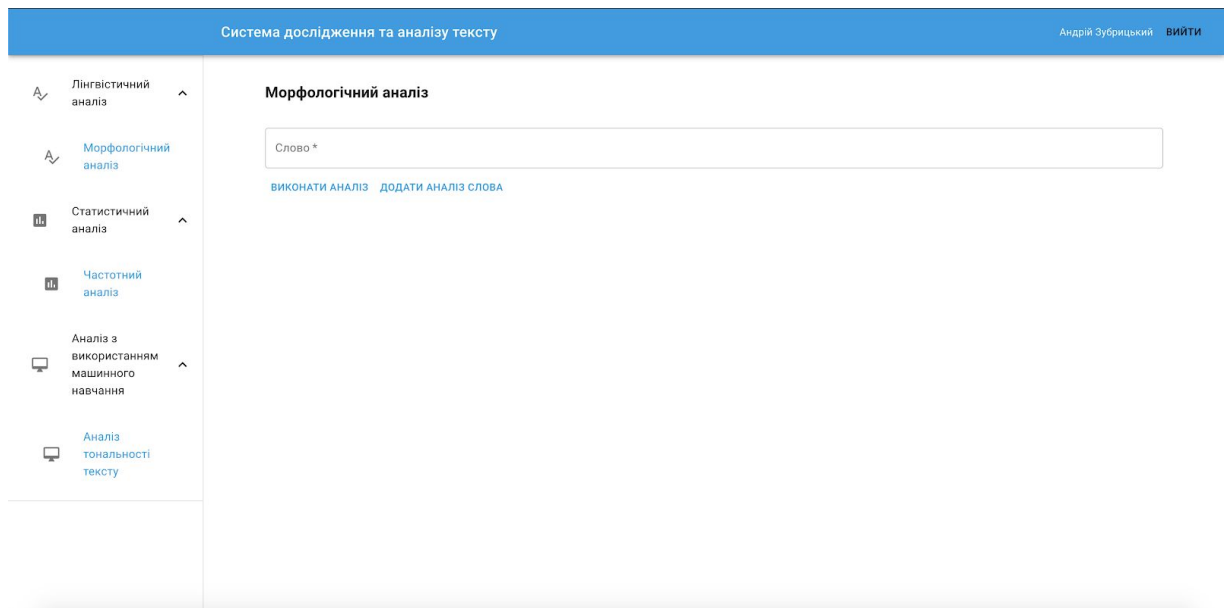 Система дослідження та аналізу тексту
Андрій Зубрицький ВИЙТИ
Лінгвістичний
аналіз
Морфологічний
аналіз
Статистичний
аналіз
Частотний
аналіз
Аналіз з
використанням
машинного
навчання
Аналіз
тональності
тексту
Морфологічний аналіз
Слово *
ВИКОНАТИ АНАЛІЗ ДОДАТИ АНАЛІЗ СЛОВА